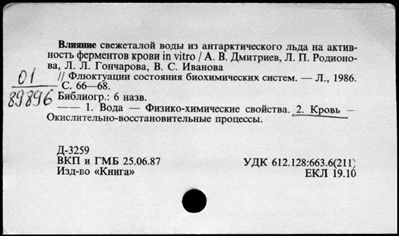 Влияние свежеталой воды из антарктического льда на актив-
ность ферментов крови in vitro / А. В. Дмитриев, Л. П. Родионо-
ва, Л. Л. Гончарова, В. С. Иванова
01
// Флюктуации состояния биохимических систем. — Л., 1986.
89896
С. 66—68.
Библиогр.: 6 назв.
— — 1. Вода — Физико-химические свойства. 2. Кровь —
Окислительно-восстановительные процессы.
Д-3259
ВКП и ГМБ 25.06.87
УДК 612.128:663.6(211)
Изд-во «Книга»
ЕКЛ 19.10